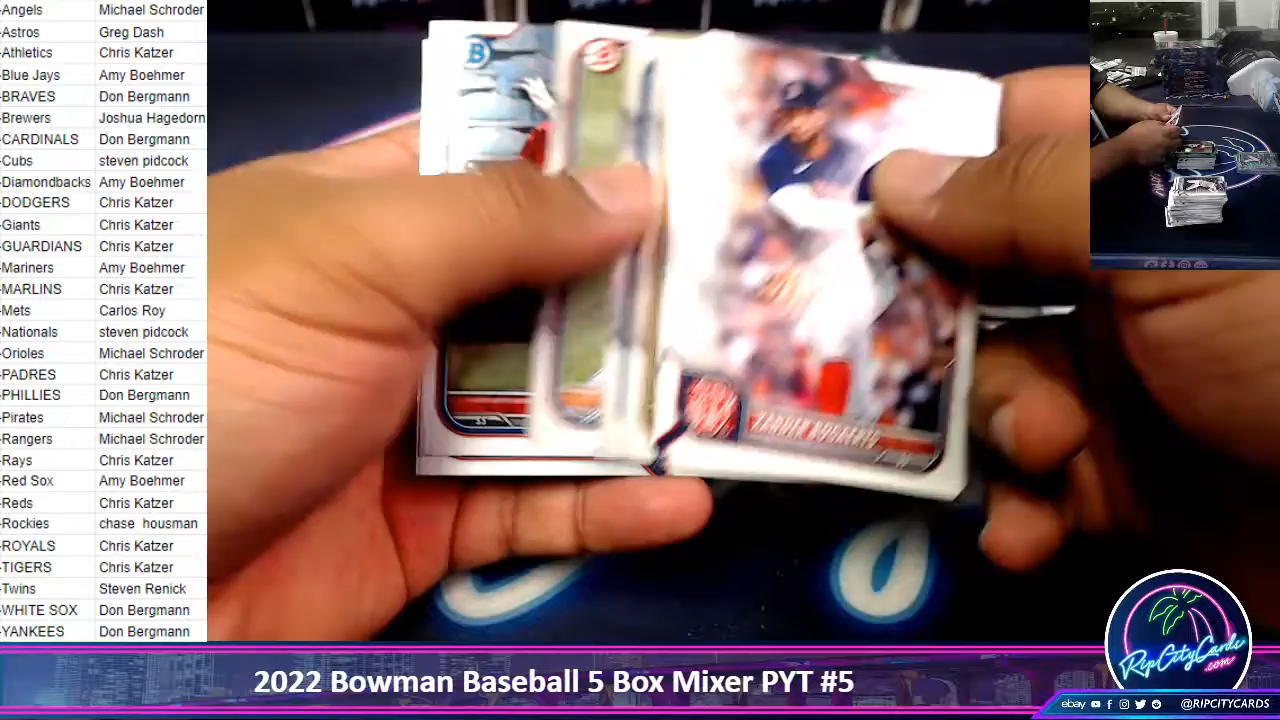 -Angels Michael Schroder
-Astros Greg Dash
-Athletics Chris Katzer
-Blue Jays Amy Boehmer
-BRAVES Don Bergmann
-Brewers Joshua Hagedorn
-CARDINALS Don Bergmann
-Cubs steven pidcock
-Diamondbacks Amy Boehmer
-DODGERS Chris Katzer
-Giants Chris Katzer
-GUARDIANS Chris Katzer
-Mariners Amy Boehmer
-MARLINS Chris Katzer
-Mets Carlos Roy
-Nationals steven pidcock
-Orioles Michael Schroder
-PADRES Chris Katzer
-PHILLIES Don Bergmann
-Pirates Michael Schroder
-Rangers Michael Schroder
-Rays Chris Katzer
-Red Sox Amy Boehmer
-Reds Chris Katzer
-Rockies chase housman
-ROYALS Chris Katzer
-TIGERS Chris Katzer
-Twins Steven Renick
-WHITE SOX Don Bergmann
-YANKEES Don Bergmann
B
2022 Bowman Baseball 5 Box Mixer PYT #5
RipCityCards
.com
ebay @RIPCITYCARDS